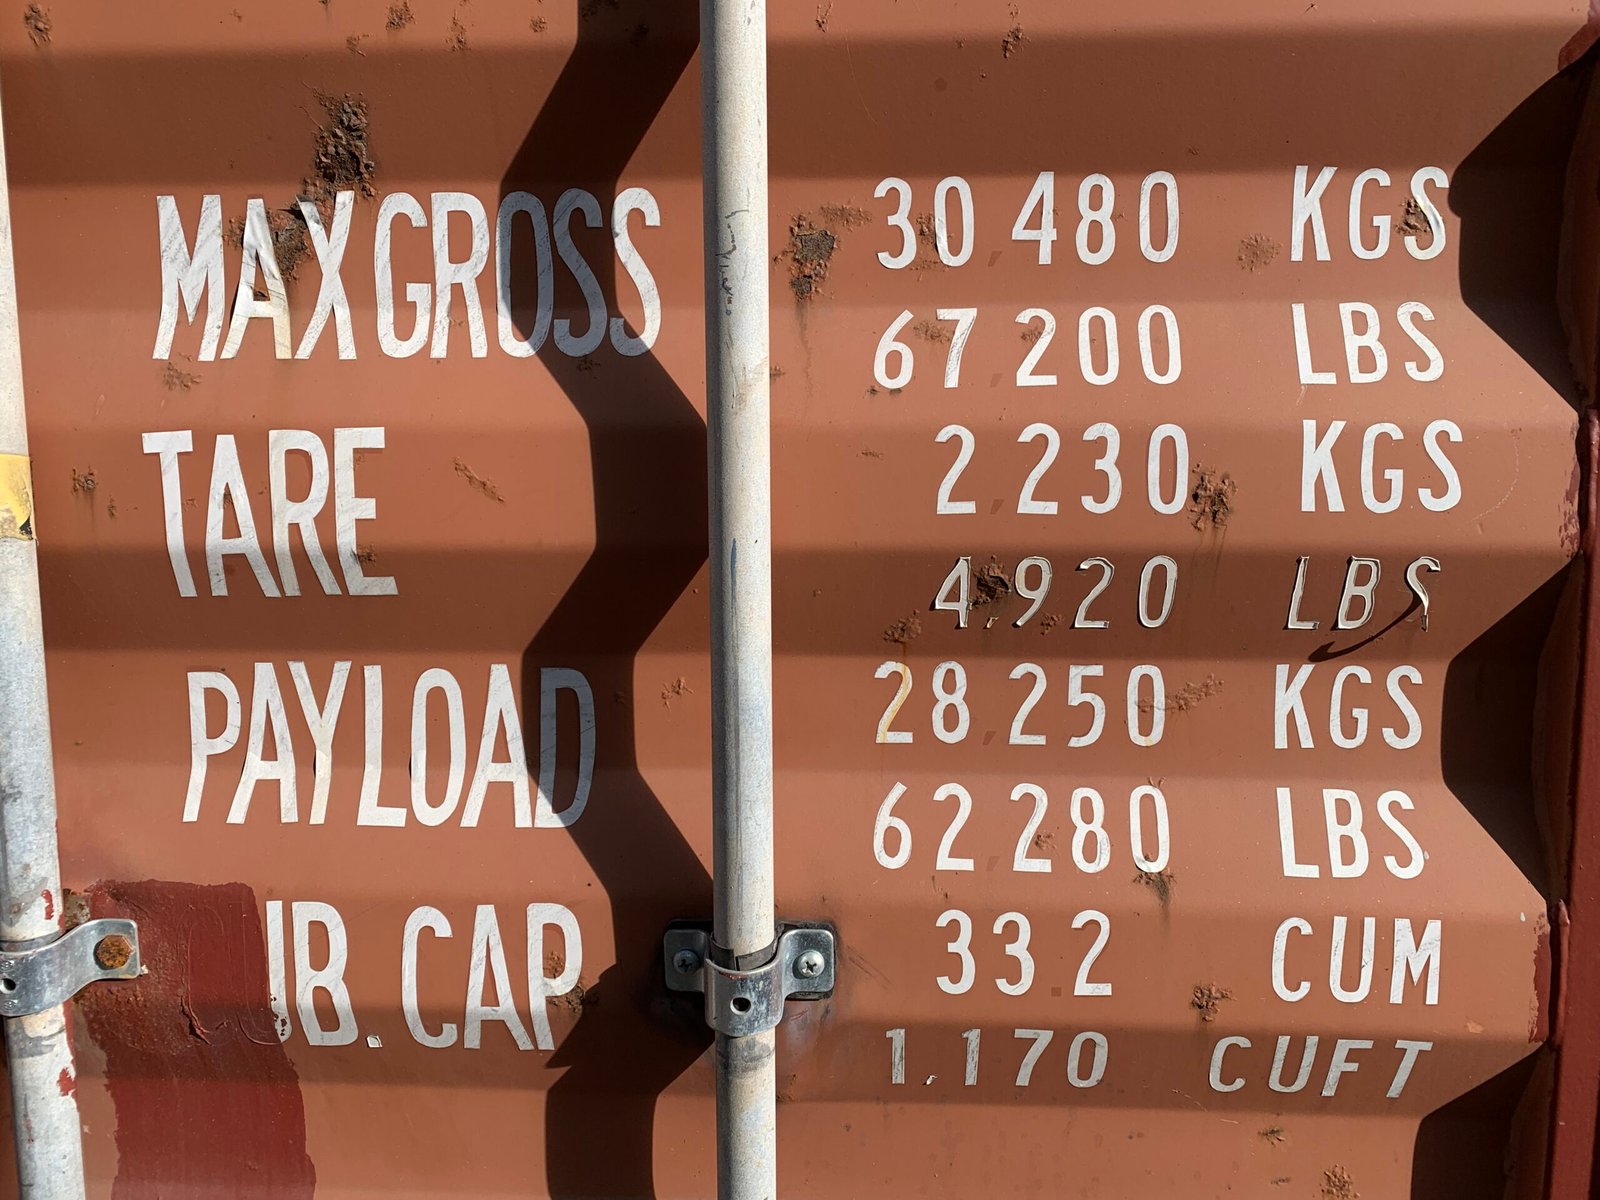 MAX GROSS 30,480 KGS
67,200 LBS
TARE 2,230 KGS
4,920 LBS
PAYLOAD 28,250 KGS
62,280 LBS
UB. CAP 33.2 CUM
1,170 CUFT